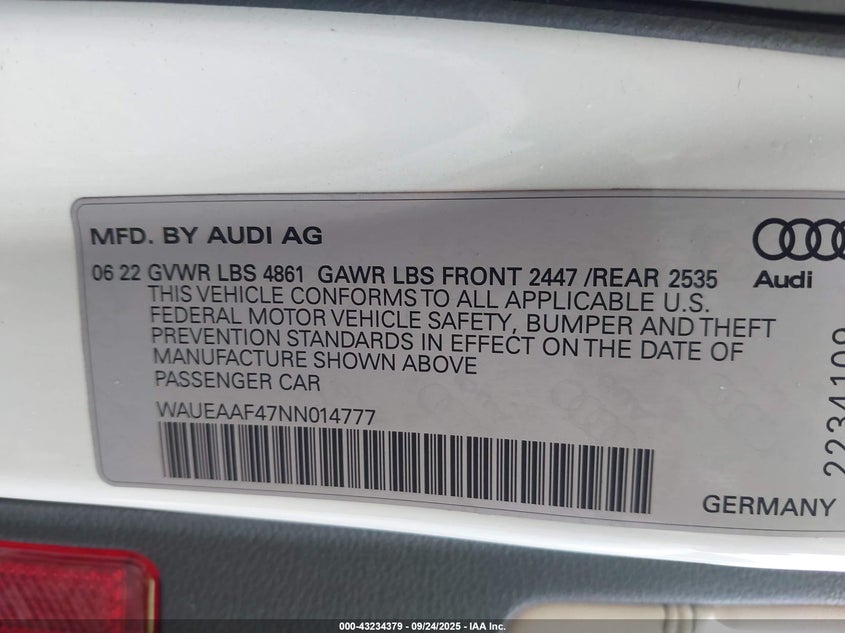 MFD. BY AUDI AG
Audi
06 22 GVWR LBS 4861 GAWR LBS FRONT 2447 /REAR 2535
THIS VEHICLE CONFORMS TO ALL APPLICABLE U.S.
FEDERAL MOTOR VEHICLE SAFETY, BUMPER AND THEFT
PREVENTION STANDARDS IN EFFECT ON THE DATE OF
MANUFACTURE SHOWN ABOVE
PASSENGER CAR
WAUEAAF47NN014777
2234109
GERMANY
000-43234379 - 09/24/2025 - IAA Inc.